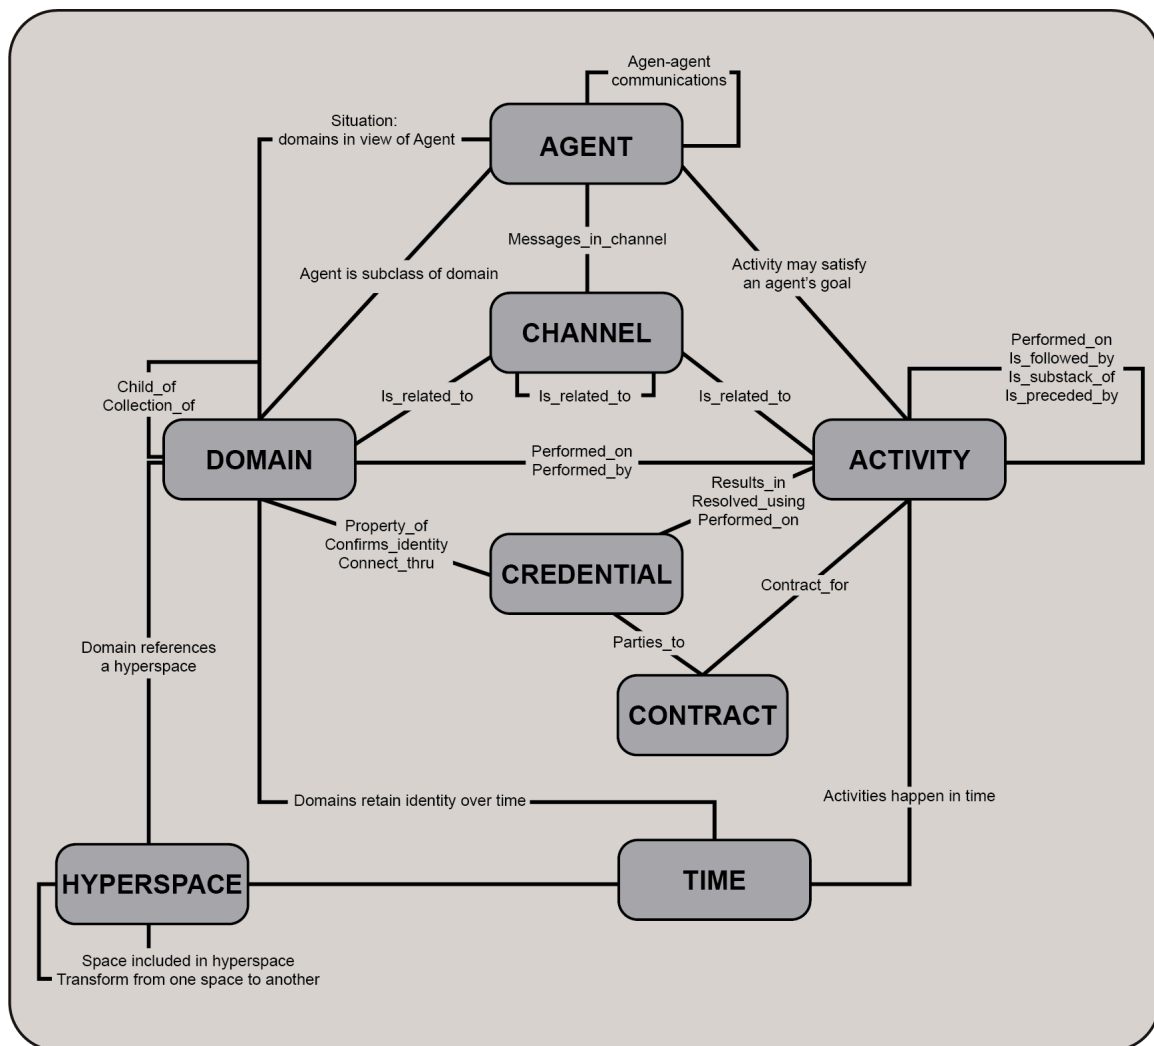 Agen-agent
communications
Situation:
domains in view of Agent
AGENT
Messages_in_channel
Agent is subclass of domain
Activity may satisfy
an agent's goal
CHANNEL
Performed_on
Is_followed_by
Is_substack_of
Is_preceded_by
Child_of
Collection_of
Is_related_to
Is_related_to
Is_related_to
DOMAIN
Performed_on
Performed_by
ACTIVITY
Results_in
Resolved_using
Performed_on
Property_of
Confirms_identity
Connect_thru
CREDENTIAL
Contract_for
Parties_to
Domain references
a hyperspace
CONTRACT
Domains retain identity over time
Activities happen in time
HYPERSPACE
TIME
Space included in hyperspace
Transform from one space to another